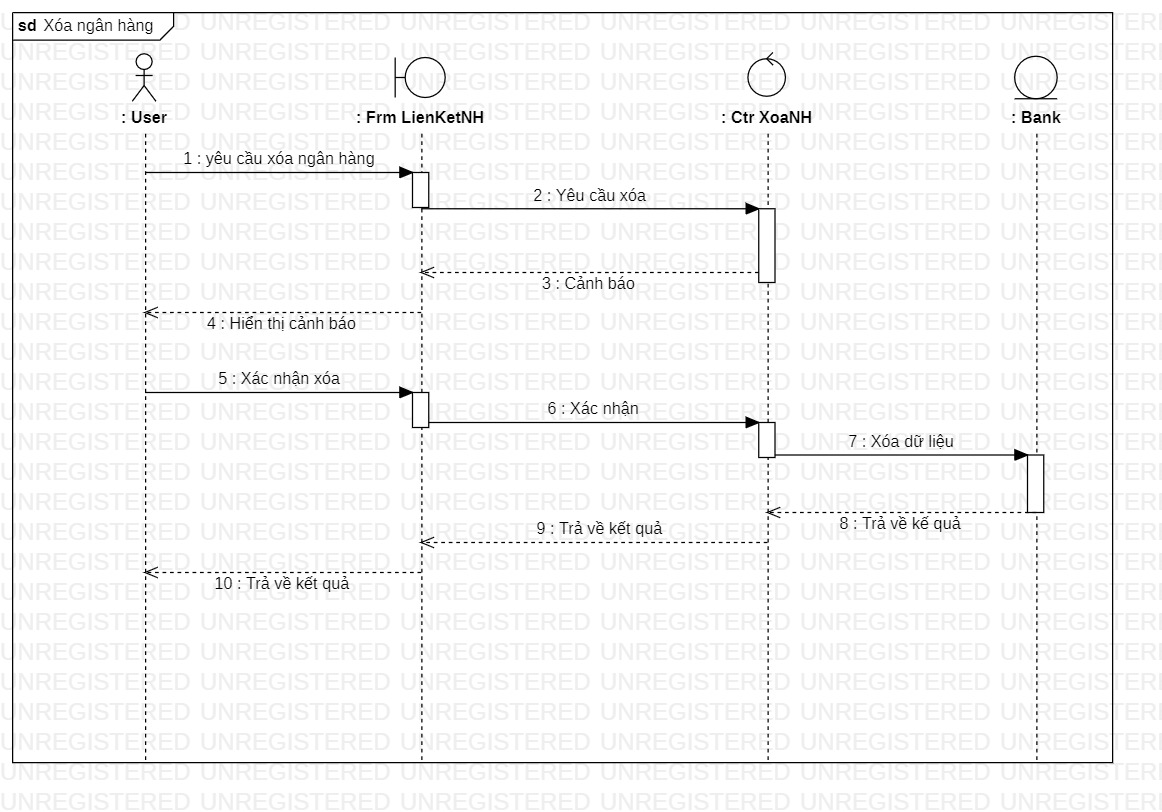 sd Xóa ngân hàng
: User
: Frm LienKetNH
: Ctr XoaNH
: Bank
1 : yêu cầu xóa ngân hàng
2 : Yêu cầu xóa
3 : Cảnh báo
4 : Hiển thị cảnh báo
5 : Xác nhận xóa
6 : Xác nhận
7 : Xóa dữ liệu
8 : Trả về kế quả
9 : Trả về kết quả
10 : Trả về kết quả
UNREGISTERED